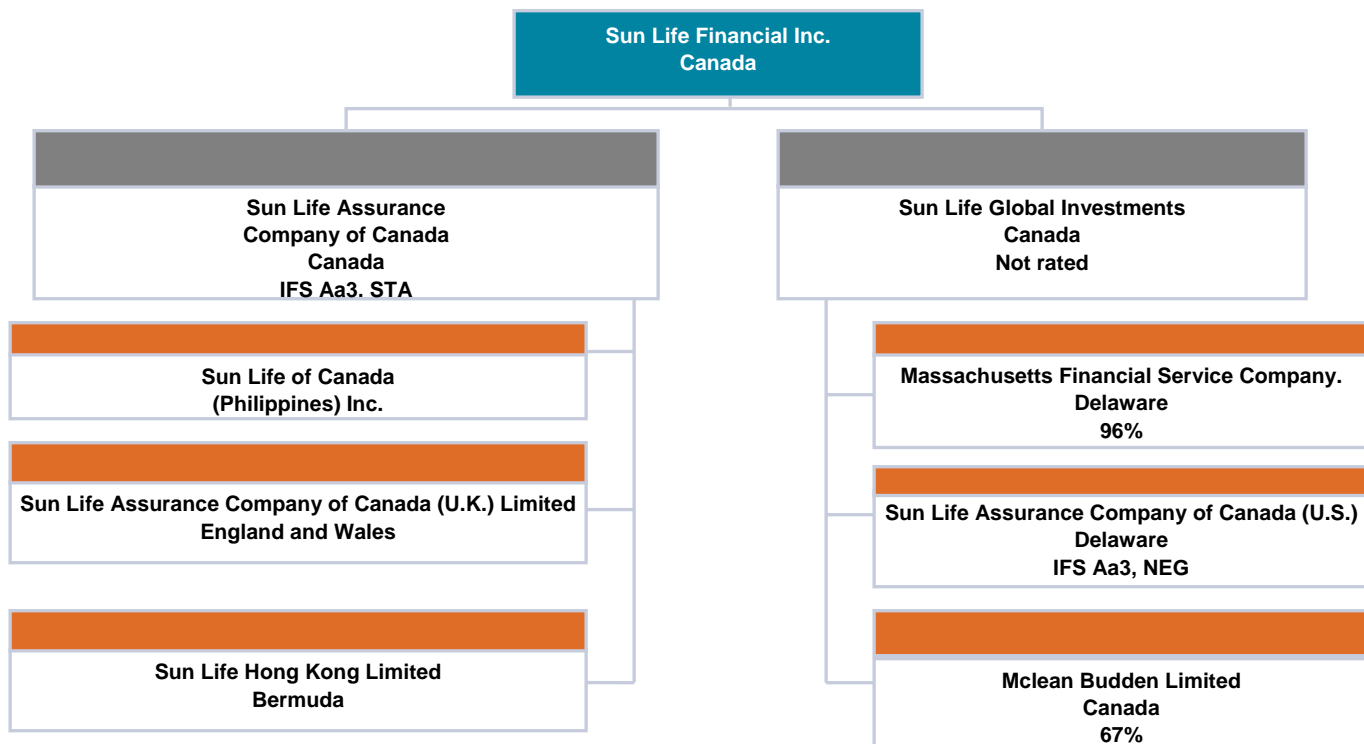 Sun Life Financial Inc.
Canada
Sun Life Assurance
Company of Canada
Canada
IFS Aa3. STA
Sun Life Global Investments
Canada
Not rated
Sun Life of Canada
(Philippines) Inc.
Sun Life Assurance Company of Canada (U.K.) Limited
England and Wales
Sun Life Hong Kong Limited
Bermuda
Massachusetts Financial Service Company.
Delaware
96%
Sun Life Assurance Company of Canada (U.S.)
Delaware
IFS Aa3, NEG
Mclean Budden Limited
Canada
67%